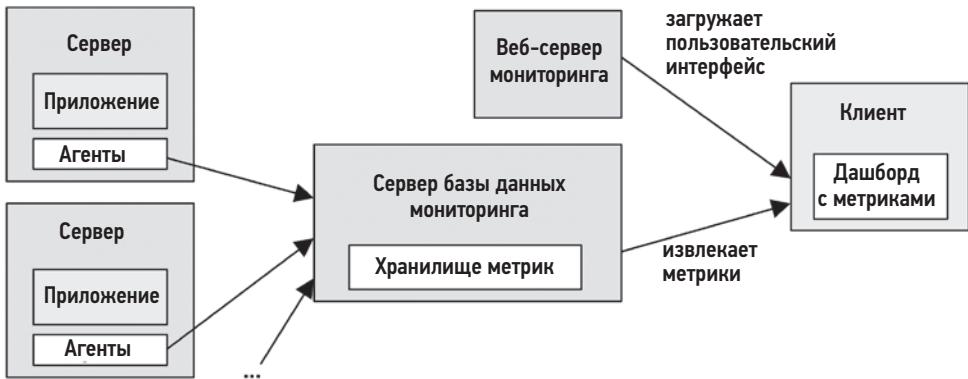 Сервер
Приложение
Агенты
Сервер
Приложение
Агенты
...
Сервер базы данных
мониторинга
Хранилище метрик
Веб-сервер
мониторинга
загружает
пользовательский
интерфейс
извлекает
метрики
Клиент
Дашборд
с метриками